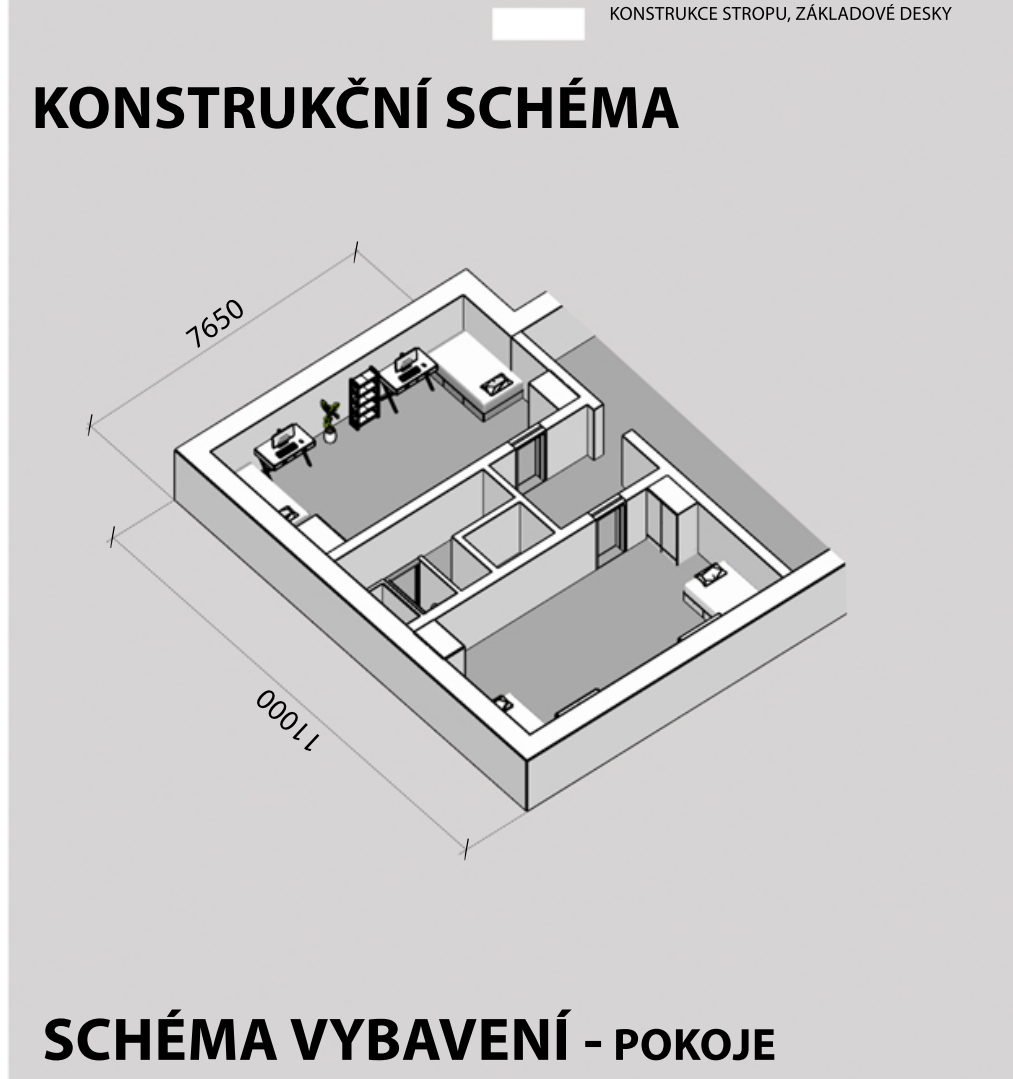 KONSTRUKCE STROPU, ZÁKLADOVÉ DESKY
KONSTRUKČNÍ SCHÉMA
7650
11000
SCHÉMA VYBAVENÍ - POKOJE